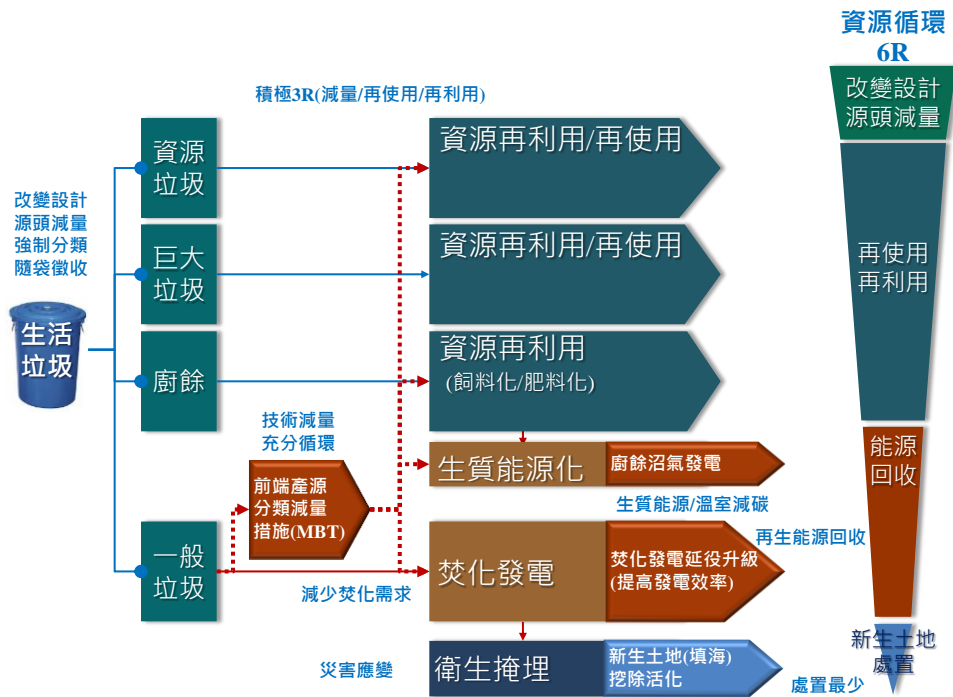 資源循環
6R
改變設計
源頭減量
再使用
再利用
能源
回收
新生土地
處置
積極3R(減量/再使用/再利用)
改變設計
源頭減量
強制分類
隨袋徵收
生活
垃圾
資源
垃圾
資源再利用/再使用
巨大
垃圾
資源再利用/再使用
廚餘
資源再利用
(飼料化/肥料化)
技術減量
充分循環
前端產源
分類減量
措施(MBT)
生質能源化
廚餘沼氣發電
生質能源/溫室減碳
再生能源回收
一般
垃圾
減少焚化需求
焚化發電
焚化發電延役升級
(提高發電效率)
災害應變
衛生掩埋
新生土地(填海)
挖除活化
處置最少